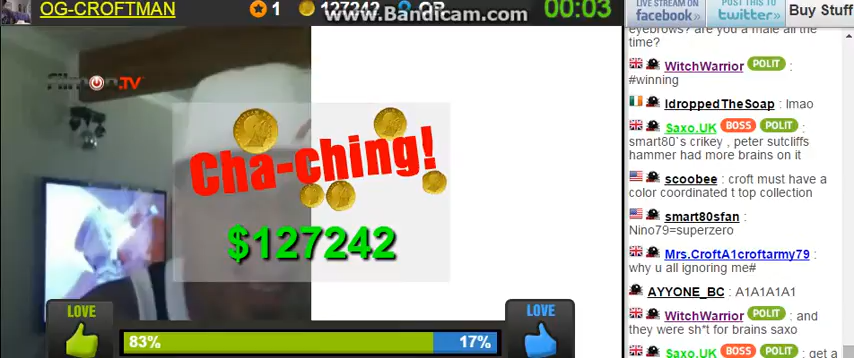 OG-CROFTMAN
1
127242
www.Bandicam.com
00:03
facebook»
POST THIS TO
twitter»
Buy Stuff
FilmOn.TV
Cha-ching!
$127242
LOVE
LOVE
83%
17%
eyebrows? are you a male all the
time?
WitchWarrior POLIT :
#winning
IdroppedTheSoap : lmao
Saxo.UK BOSS POLIT :
smart80`s crikey , peter sutcliffs
hammer had more brains on it
scoobee : croft must have a
color coordinated t top collection
smart80sfan :
Nino79=superzero
Mrs.CroftA1croftarmy79 :
why u all ignoring me#
AYYONE_BC : A1A1A1A1
WitchWarrior POLIT : and
they were sh*t for brains saxo
Saxo.UK BOSS POLIT : get a